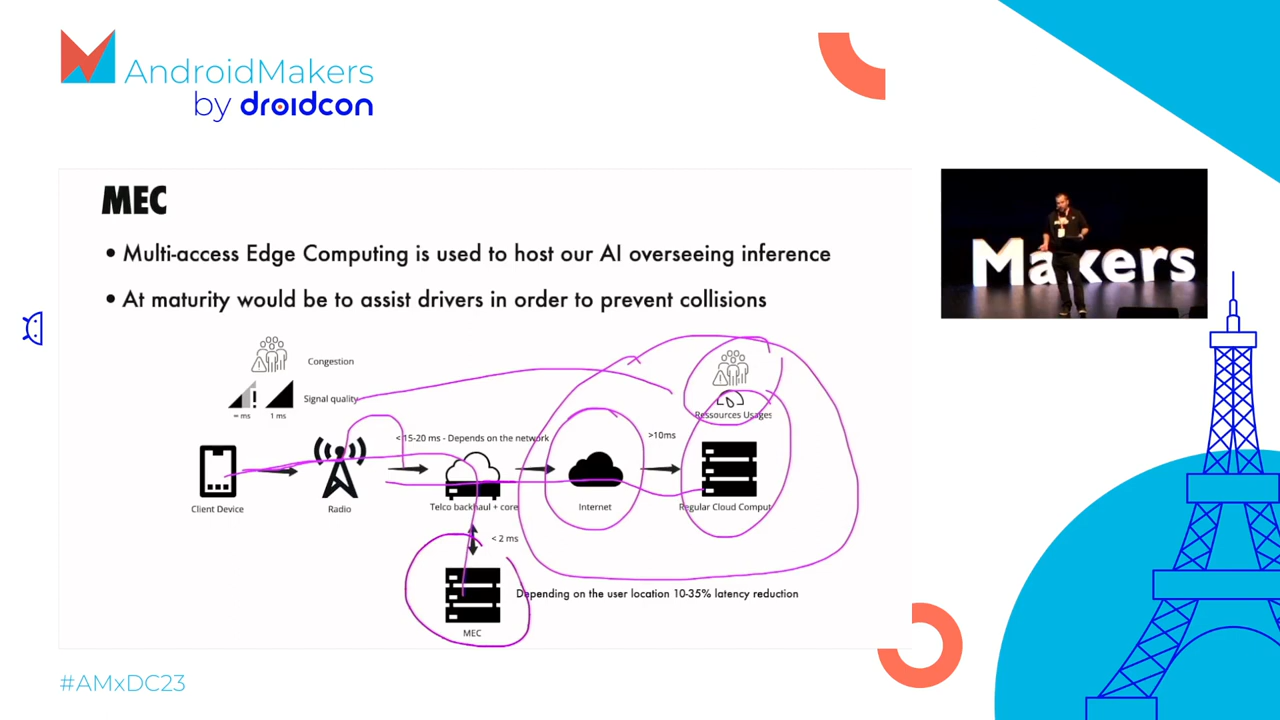 AndroidMakers
by droidcon
MEC
• Multi-access Edge Computing is used to host our AI overseeing inference
• At maturity would be to assist drivers in order to prevent collisions
Makers
Congestion
Signal quality
∞ ms
1 ms
Ressources Usages
< 15-20 ms - Depends on the network
>10ms
Client Device
Radio
Telco backhaul + core
Internet
Regular Cloud Comput
< 2 ms
Depending on the user location 10-35% latency reduction
MEC
#AMxDC23